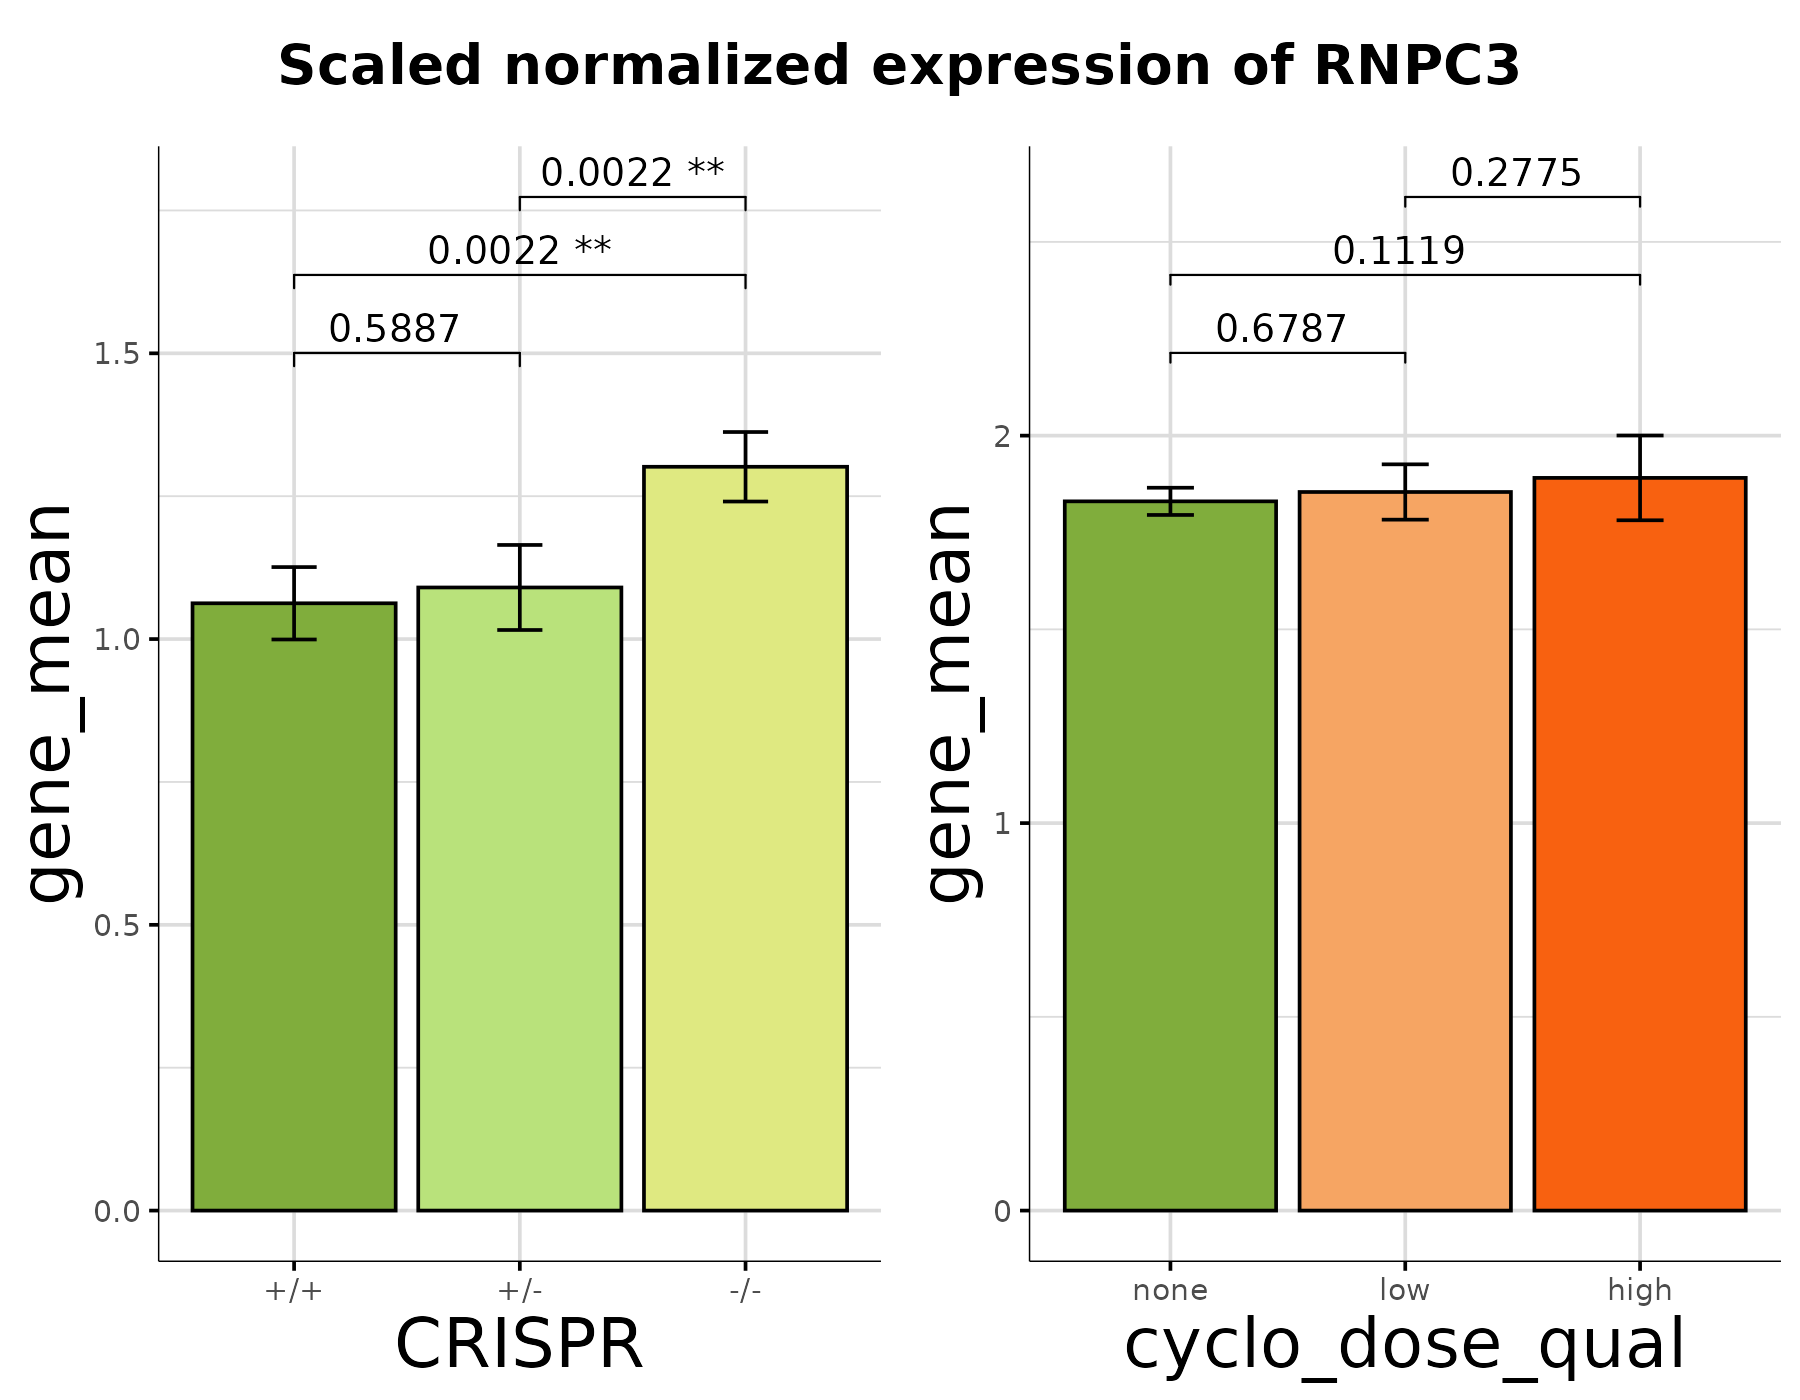 Scaled normalized expression of RNPC3
gene_mean
0.0022 **
0.0022 **
0.5887
1.5
1.0
0.5
0.0
+/+ +/- -/-
CRISPR
gene_mean
0.2775
0.1119
0.6787
2
1
0
none low high
cyclo_dose_qual